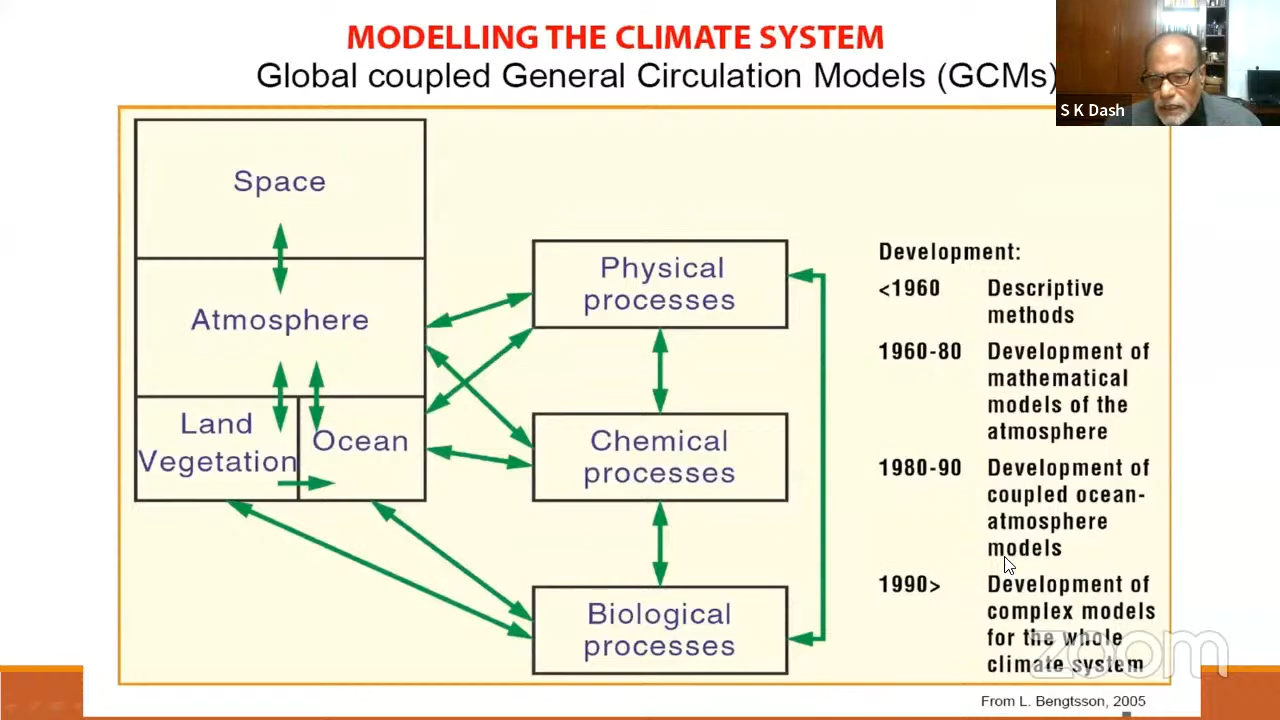 MODELLING THE CLIMATE SYSTEM
Global coupled General Circulation Models (GCMs)
S K Dash
Space
Atmosphere
Land
Vegetation
Ocean
Physical
processes
Chemical
processes
Biological
processes
Development:
<1960 Descriptive
methods
1960-80 Development of
mathematical
models of the
atmosphere
1980-90 Development of
coupled ocean-
atmosphere
models
1990> Development of
complex models
for the whole
climate system
zoom
From L. Bengtsson, 2005